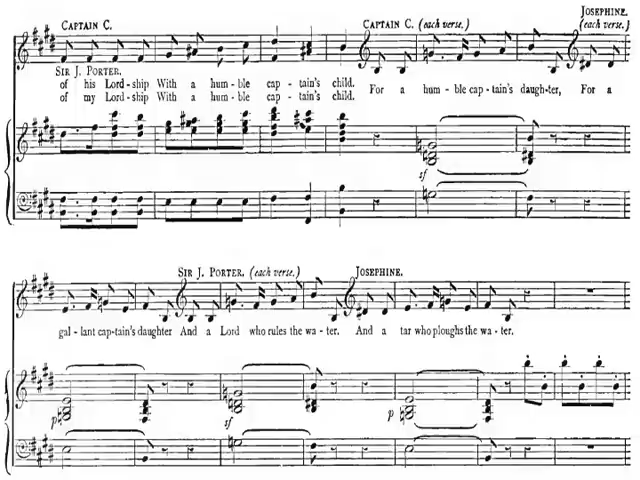 CAPTAIN C. CAPTAIN C. (each verse.) JOSEPHINE. (each verse.)
SIR J. PORTER.
of his Lord-ship With a hum-ble cap-tain's child. For a hum-ble cap-tain's daugh-ter, For a
of my Lord-ship With a hum-ble cap-tain's child.
sf
SIR J. PORTER. (each verse.) JOSEPHINE.
gal-lant cap-tain's daughter And a Lord who rules the wa-ter. And a tar who ploughs the wa-ter.
p sf p